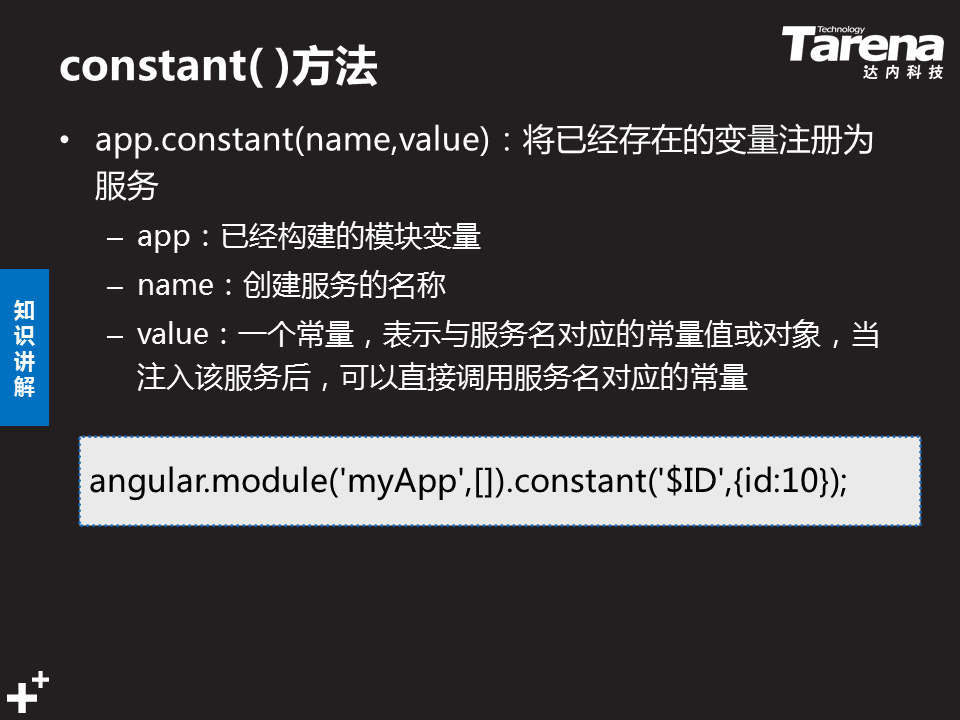 constant( )方法
Technology
Tarena
达内科技
• app.constant(name,value)：将已经存在的变量注册为
服务
– app：已经构建的模块变量
– name：创建服务的名称
– value：一个常量，表示与服务名对应的常量值或对象，当
注入该服务后，可以直接调用服务名对应的常量
知
识
讲
解
angular.module('myApp',[]).constant('$ID',{id:10});